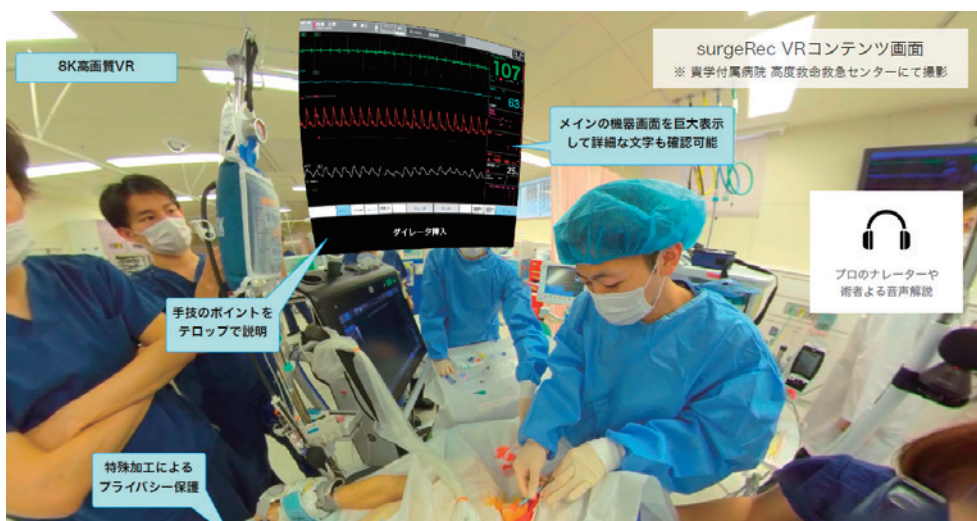 surgeRec VRコンテンツ画面
※ 貴学付属病院 高度救命救急センターにて撮影
8K高画質VR
107
63
25
メインの機器画面を巨大表示
して詳細な文字も確認可能
ダイレータ挿入
プロのナレーターや
術者よる音声解説
手技のポイントを
テロップで説明
特殊加工による
プライバシー保護